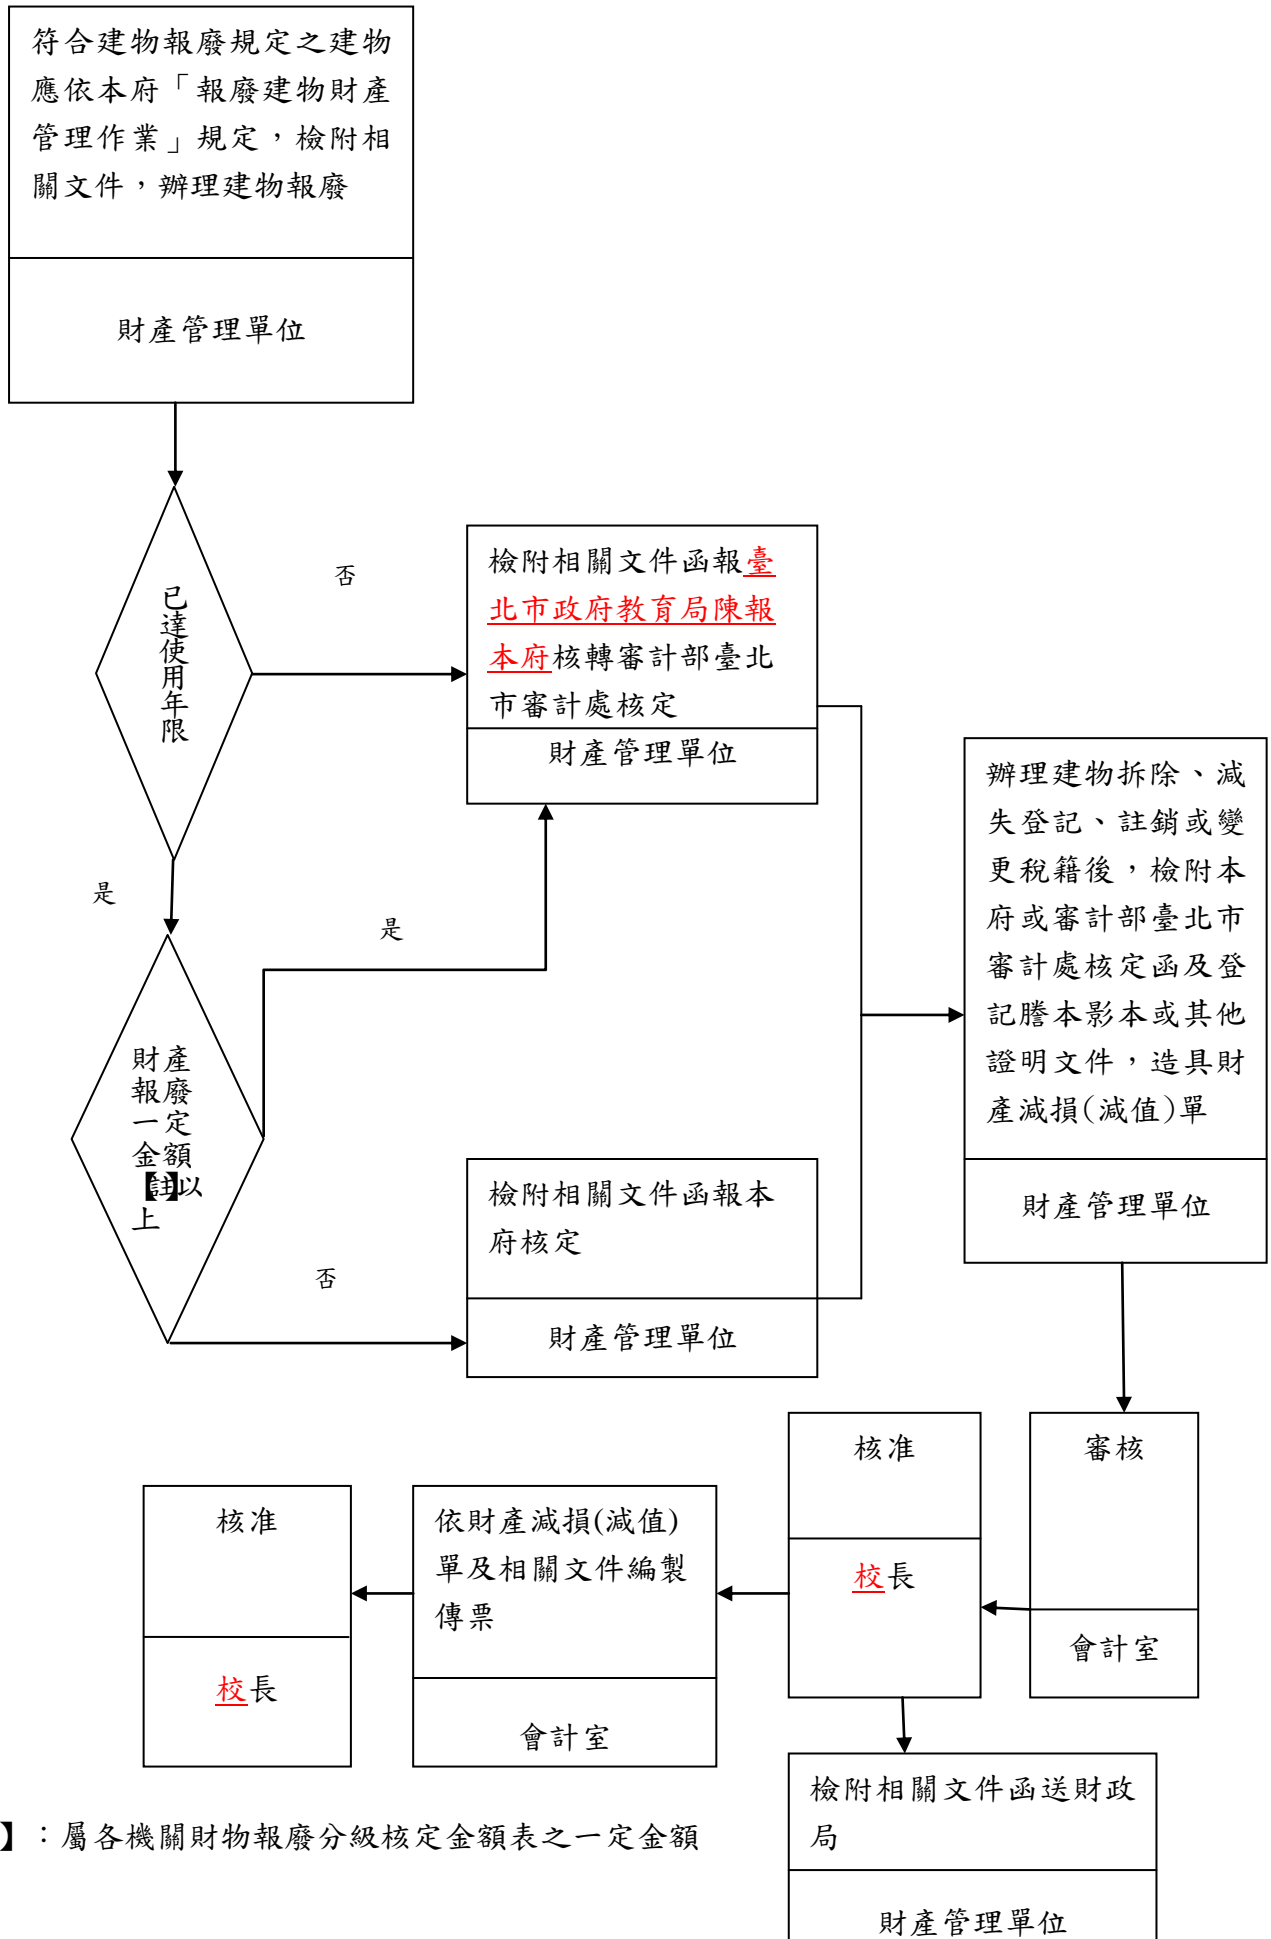 符合建物報廢規定之建物
應依本府「報廢建物財產
管理作業」規定，檢附相
關文件，辦理建物報廢
財產管理單位
已達使用年限
否
檢附相關文件函報臺
北市政府教育局陳報
本府核轉審計部臺北
市審計處核定
財產管理單位
是
是
財產
報廢
一定
金額
【註】以
上
否
檢附相關文件函報本
府核定
財產管理單位
辦理建物拆除、滅
失登記、註銷或變
更稅籍後，檢附本
府或審計部臺北市
審計處核定函及登
記謄本影本或其他
證明文件，造具財
產減損(減值)單
財產管理單位
審核
會計室
核准
校長
依財產減損(減值)
單及相關文件編製
傳票
會計室
核准
校長
檢附相關文件函送財政
局
財產管理單位
】：屬各機關財物報廢分級核定金額表之一定金額